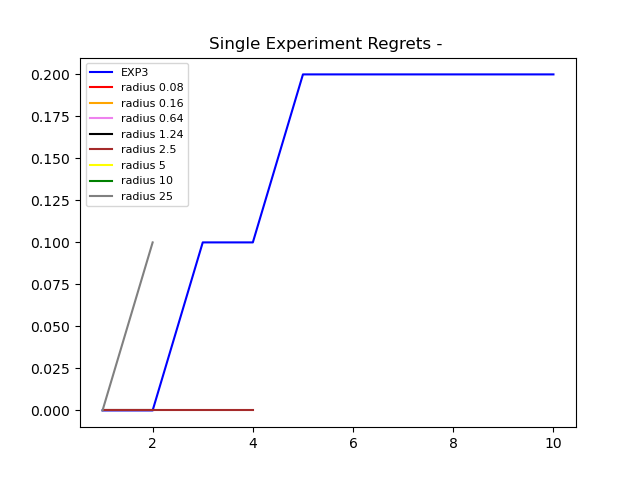 Single Experiment Regrets -
0.200
0.175
0.150
0.125
0.100
0.075
0.050
0.025
0.000
EXP3
radius 0.08
radius 0.16
radius 0.64
radius 1.24
radius 2.5
radius 5
radius 10
radius 25
2 4 6 8 10